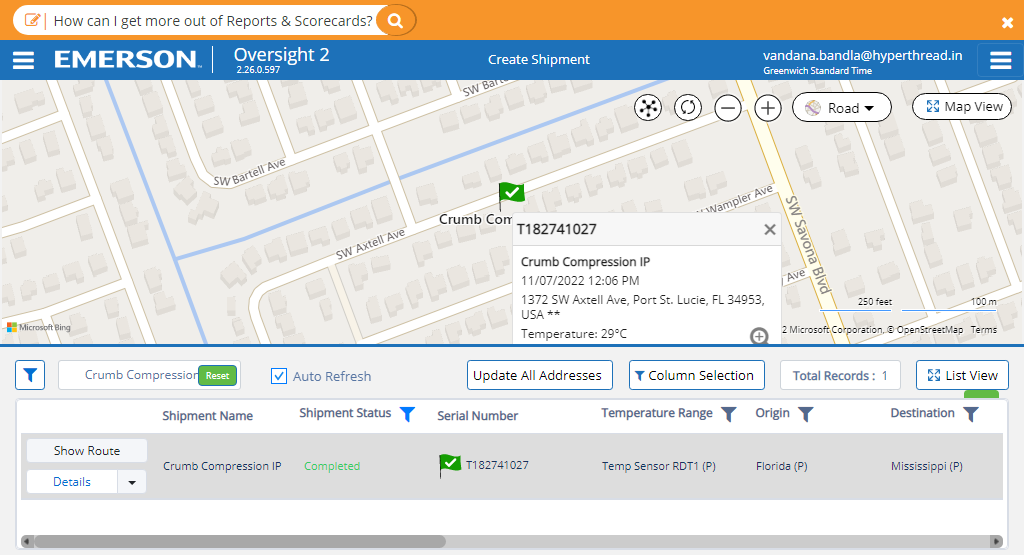 How can I get more out of Reports & Scorecards?
EMERSON
Oversight 2
2.26.0.597
Create Shipment
vandana.bandla@hyperthread.in
Greenwich Standard Time
SW Bar
Road
Map View
SW Bartell Ave
SW Wampler Ave
SW Savona Blvd
Crumb Com
SW Axtell Ave
Ave
T182741027
Crumb Compression IP
11/07/2022 12:06 PM
1372 SW Axtell Ave, Port St. Lucie, FL 34953,
USA **
Temperature: 29°C
250 feet
100 m
Microsoft Bing
2 Microsoft Corporation, © OpenStreetMap Terms
Crumb Compression
Reset
Auto Refresh
Update All Addresses
Column Selection
Total Records : 1
List View
Shipment Name
Shipment Status
Serial Number
Temperature Range
Origin
Destination
Show Route
Details
Crumb Compression IP
Completed
T182741027
Temp Sensor RDT1 (P)
Florida (P)
Mississippi (P)